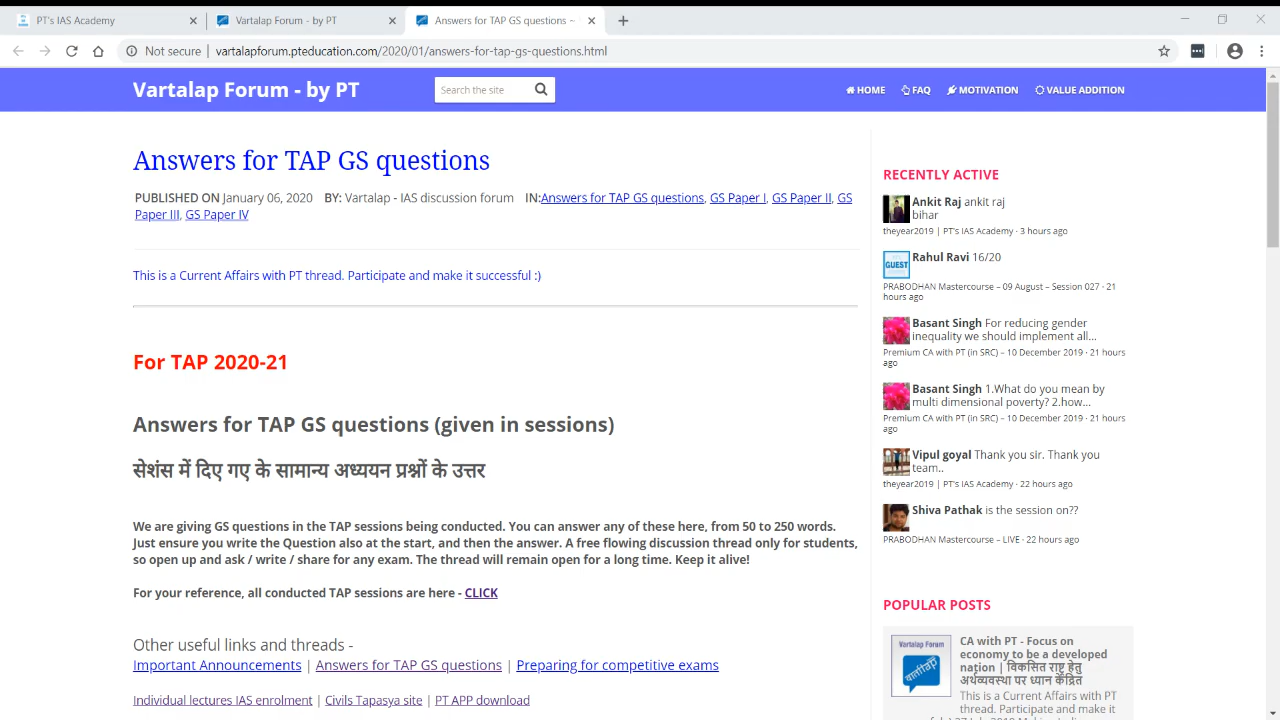 PT's IAS Academy
Vartalap Forum - by PT
Answers for TAP GS questions ~
Not secure | vartalapforum.pteducation.com/2020/01/answers-for-tap-gs-questions.html
Vartalap Forum - by PT
Search the site
HOME FAQ MOTIVATION VALUE ADDITION
Answers for TAP GS questions
PUBLISHED ON January 06, 2020 BY: Vartalap - IAS discussion forum IN:Answers for TAP GS questions, GS Paper I, GS Paper II, GS
Paper III, GS Paper IV
This is a Current Affairs with PT thread. Participate and make it successful :)
For TAP 2020-21
Answers for TAP GS questions (given in sessions)
सेशंस में दिए गए के सामान्य अध्ययन प्रश्नों के उत्तर
We are giving GS questions in the TAP sessions being conducted. You can answer any of these here, from 50 to 250 words.
Just ensure you write the Question also at the start, and then the answer. A free flowing discussion thread only for students,
so open up and ask / write / share for any exam. The thread will remain open for a long time. Keep it alive!
For your reference, all conducted TAP sessions are here - CLICK
Other useful links and threads -
Important Announcements | Answers for TAP GS questions | Preparing for competitive exams
Individual lectures IAS enrolment | Civils Tapasya site | PT APP download
RECENTLY ACTIVE
Ankit Raj ankit raj
bihar
theyear2019 | PT's IAS Academy · 3 hours ago
GUEST
Rahul Ravi 16/20
PRABODHAN Mastercourse – 09 August – Session 027 · 21
hours ago
Basant Singh For reducing gender
inequality we should implement all...
Premium CA with PT (in SRC) – 10 December 2019 · 21 hours
ago
Basant Singh 1.What do you mean by
multi dimensional poverty? 2.how...
Premium CA with PT (in SRC) – 10 December 2019 · 21 hours
ago
Vipul goyal Thank you sir. Thank you
team..
theyear2019 | PT's IAS Academy · 22 hours ago
Shiva Pathak is the session on??
PRABODHAN Mastercourse – LIVE · 22 hours ago
POPULAR POSTS
Vartalap Forum
वार्तालाप
CA with PT - Focus on
economy to be a developed
nation | विकसित राष्ट्र हेतु
अर्थव्यवस्था पर ध्यान केंद्रित
This is a Current Affairs with PT
thread. Participate and make it